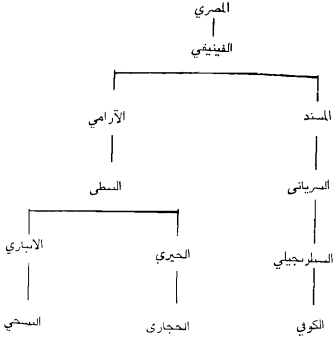 المصري
الفينيقي
المسند
الآرامي
السرياني
النبطي
السطرنجيلي
الحيري
الانباري
الكوفي
الحجازي
النسخي